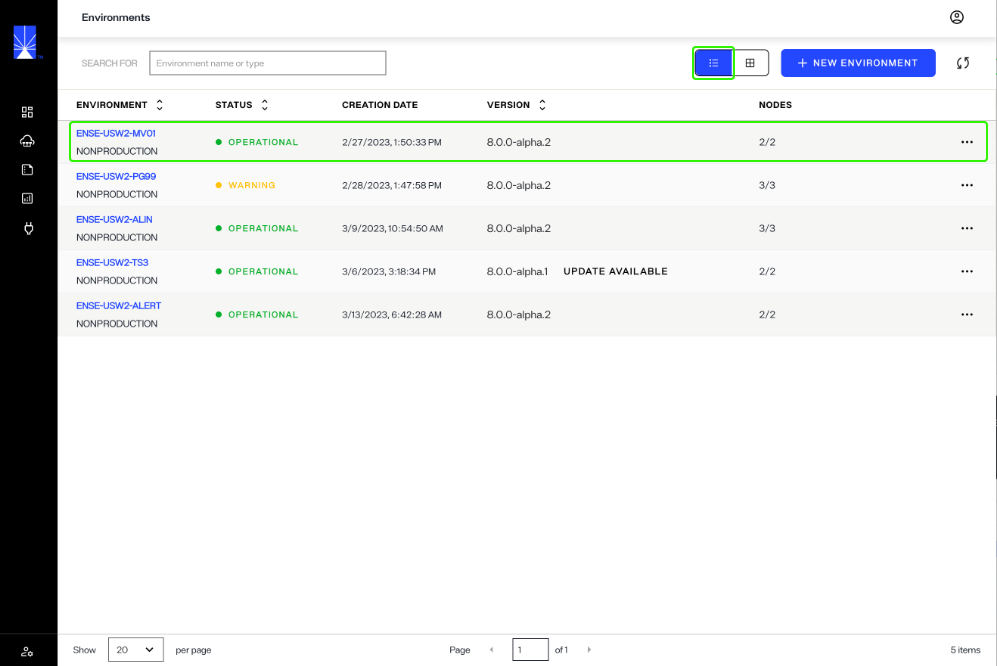 Environments
SEARCH FOR Environment name or type NEW ENVIRONMENT
ENVIRONMENT STATUS CREATION DATE VERSION NODES
ENSE-USW2-MV01
NONPRODUCTION OPERATIONAL 2/27/2023, 1:50:33 PM 8.0.0-alpha.2 2/2
ENSE-USW2-PG99
NONPRODUCTION WARNING 2/28/2023, 1:47:58 PM 8.0.0-alpha.2 3/3
ENSE-USW2-ALIN
NONPRODUCTION OPERATIONAL 3/9/2023, 10:54:50 AM 8.0.0-alpha.2 3/3
ENSE-USW2-TS3
NONPRODUCTION OPERATIONAL 3/6/2023, 3:18:34 PM 8.0.0-alpha.1 UPDATE AVAILABLE 2/2
ENSE-USW2-ALERT
NONPRODUCTION OPERATIONAL 3/13/2023, 6:42:28 AM 8.0.0-alpha.2 2/2
Show 20 per page Page 1 of 1 5 items